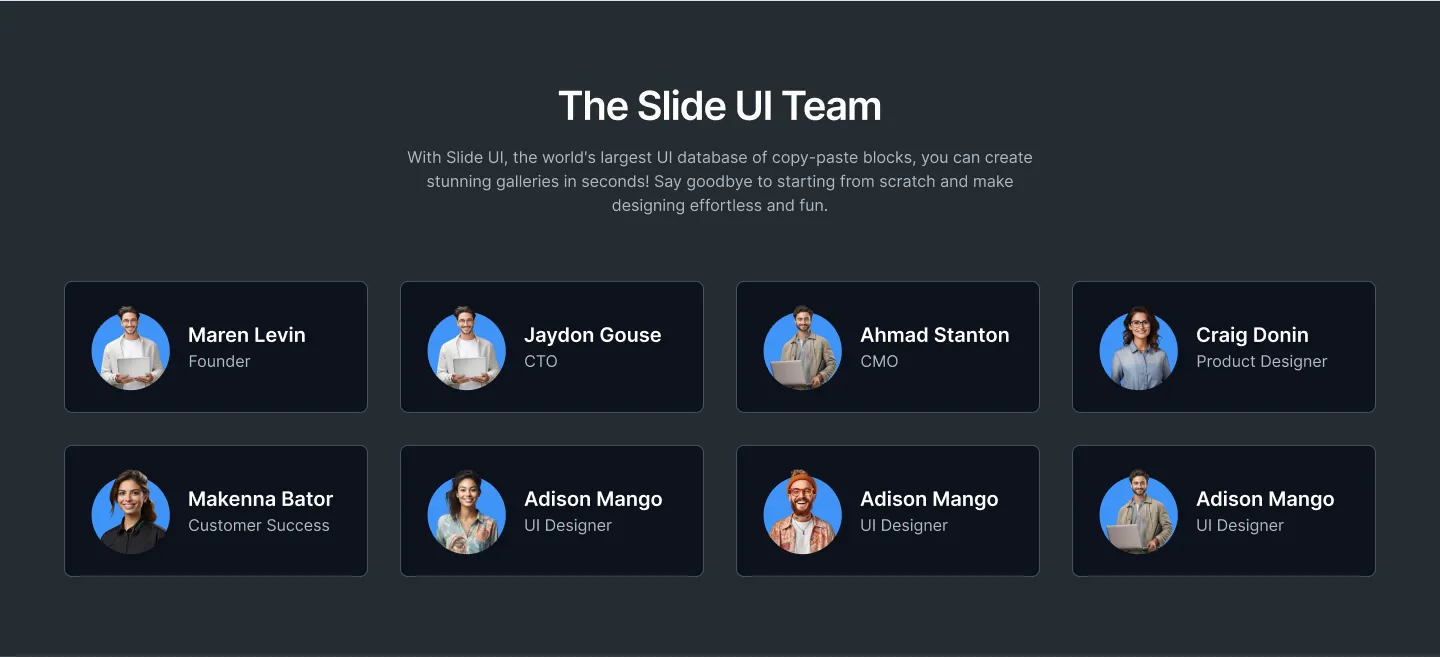 The Slide UI Team
With Slide UI, the world's largest UI database of copy-paste blocks, you can create
stunning galleries in seconds! Say goodbye to starting from scratch and make
designing effortless and fun.
Maren Levin
Founder
Jaydon Gouse
CTO
Ahmad Stanton
CMO
Craig Donin
Product Designer
Makenna Bator
Customer Success
Adison Mango
UI Designer
Adison Mango
UI Designer
Adison Mango
UI Designer